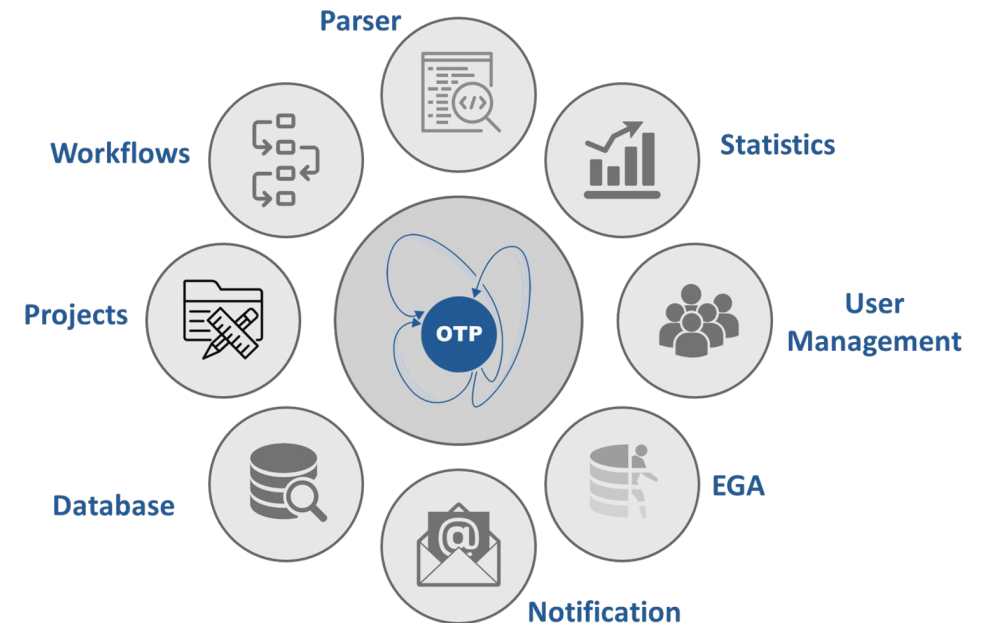 Parser
Statistics
Workflows
Projects
OTP
User
Management
Database
EGA
@
Notification
</>